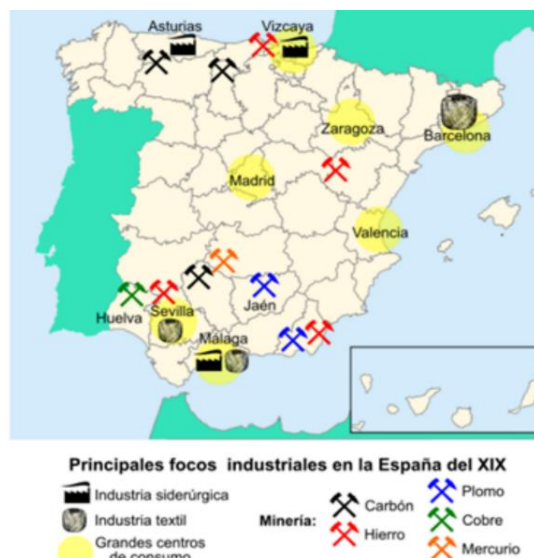 Asturias
Vizcaya
Zaragoza
Barcelona
Madrid
Valencia
Huelva
Sevilla
Jaén
Málaga
Principales focos industriales en la España del XIX
Industria siderúrgica
Industria textil
Grandes centros
de consumo
Minería:
Carbón
Hierro
Plomo
Cobre
Mercurio